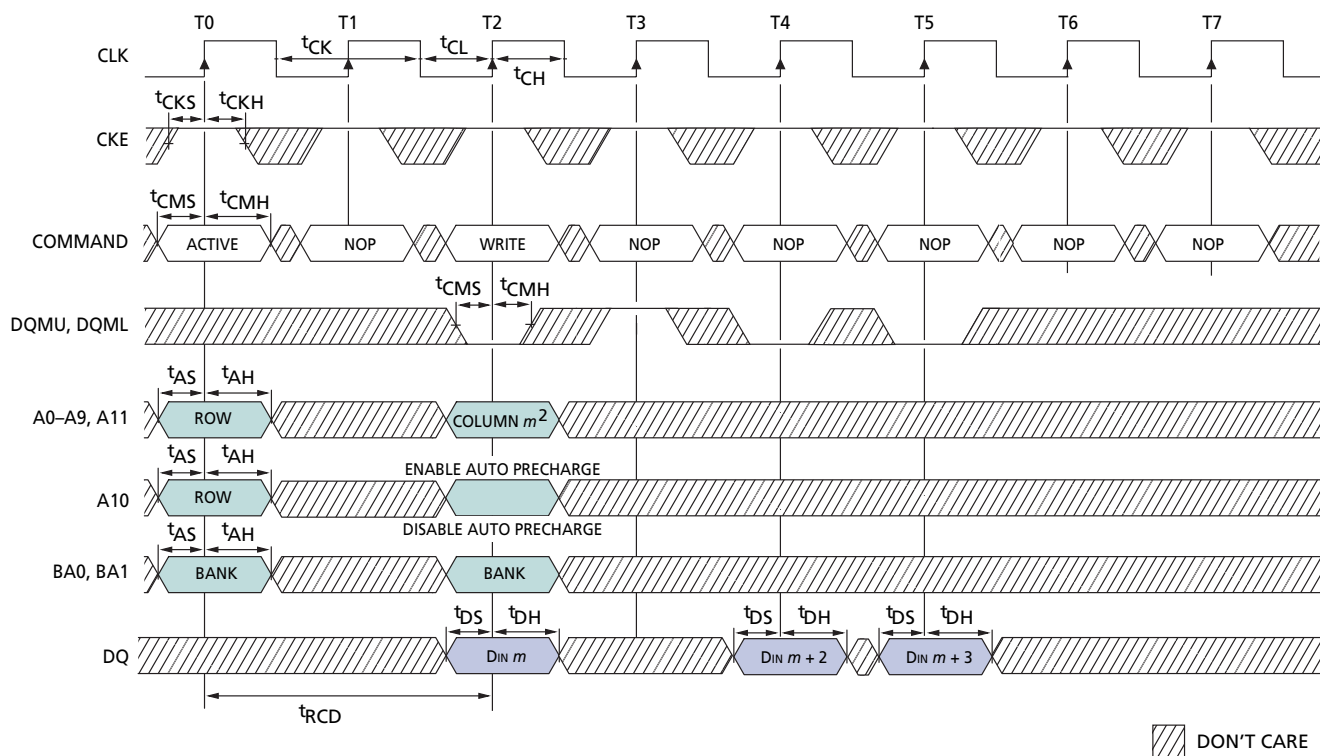 T0 T1 T2 T3 T4 T5 T6 T7
CLK
tCK tCL
tCH
tCKS tCKH
CKE
tCMS tCMH
COMMAND ACTIVE NOP WRITE NOP NOP NOP NOP NOP
tCMS tCMH
DQMU, DQML
tAS tAH
A0–A9, A11 ROW COLUMN m2
tAS tAH ENABLE AUTO PRECHARGE
A10 ROW
tAS tAH DISABLE AUTO PRECHARGE
BA0, BA1 BANK BANK
tDS tDH tDS tDH tDS tDH
DQ DIN m DIN m + 2 DIN m + 3
tRCD
DON'T CARE